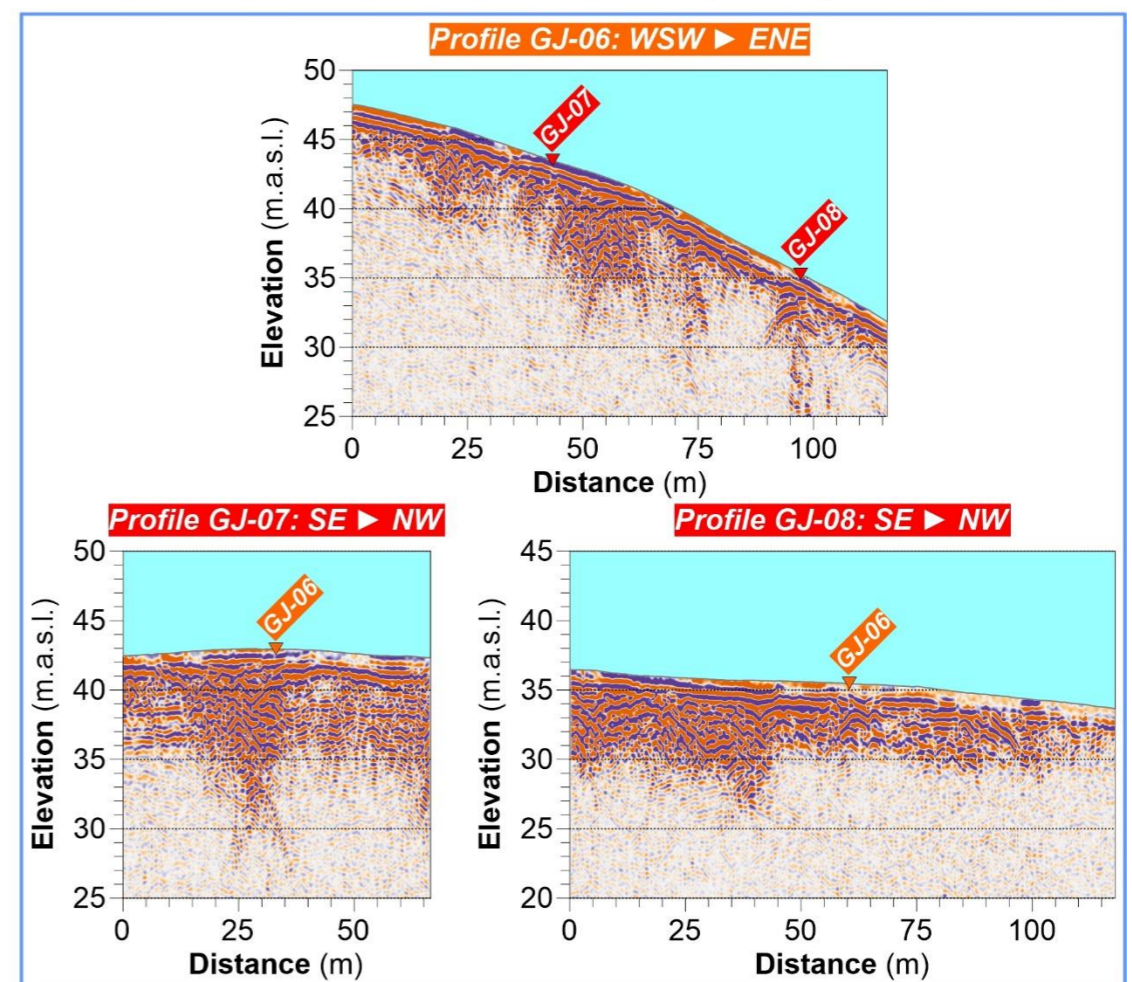 Profile GJ-06: WSW ► ENE
50
45
40
35
30
25
Elevation (m.a.s.l.)
GJ-07
GJ-08
0 25 50 75 100
Distance (m)
Profile GJ-07: SE ► NW
50
45
40
35
30
25
Elevation (m.a.s.l.)
GJ-06
0 25 50
Distance (m)
Profile GJ-08: SE ► NW
45
40
35
30
25
20
Elevation (m.a.s.l.)
GJ-06
0 25 50 75 100
Distance (m)